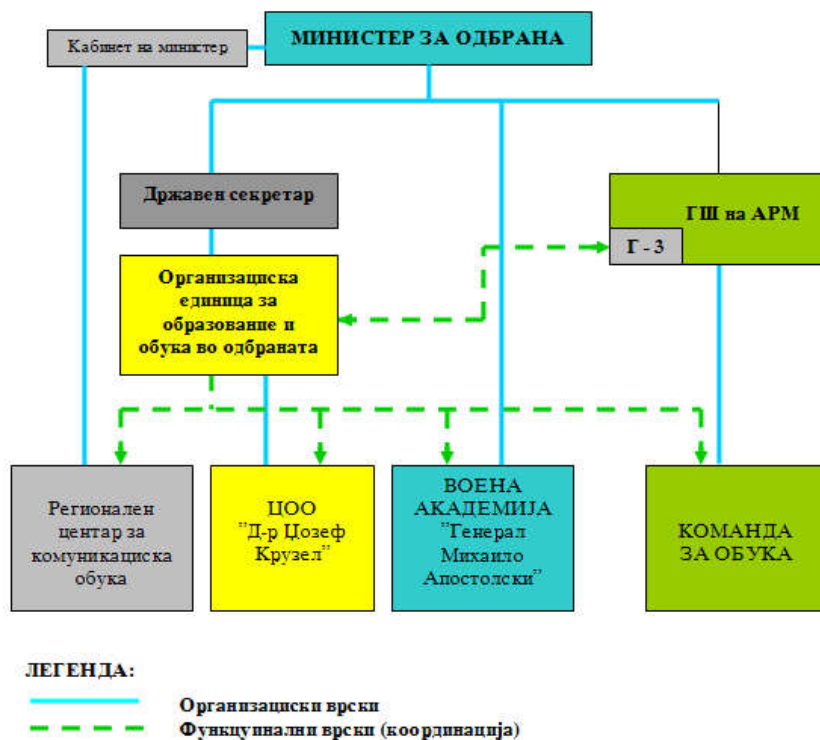 Кабинет на министер
МИНИСТЕР ЗА ОДБРАНА
Државен секретар
ГШ на АРМ
Г - 3
Организациска
единица за
образование и
обука во одбраната
Регионален
центар за
комуникациска
обука
ЦОО
”Д-р Џозеф
Крузел”
ВОЕНА
АКАДЕМИЈА
”Генерал
Михаило
Апостолски”
КОМАНДА
ЗА ОБУКА
ЛЕГЕНДА:
Организациски врски
Функцуинални врски (координација)